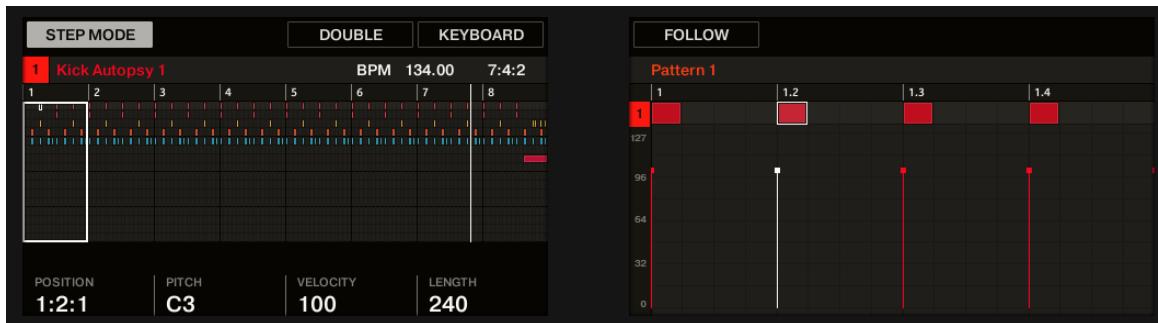 STEP MODE DOUBLE KEYBOARD
1 Kick Autopsy 1 BPM 134.00 7:4:2
1 2 3 4 5 6 7 8
POSITION PITCH VELOCITY LENGTH
1:2:1 C3 100 240
FOLLOW
Pattern 1
1 1.2 1.3 1.4
1
127
96
64
32
0